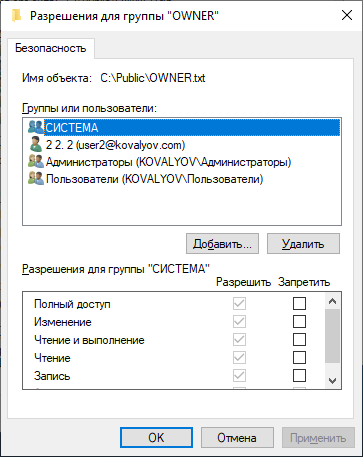 Разрешения для группы "OWNER"
Безопасность
Имя объекта: C:\Public\OWNER.txt
Группы или пользователи:
СИСТЕМА
2 2. 2 (user2@kovalyov.com)
Администраторы (KOVALYOV\Администраторы)
Пользователи (KOVALYOV\Пользователи)
Добавить... Удалить
Разрешения для группы "СИСТЕМА" Разрешить Запретить
Полный доступ
Изменение
Чтение и выполнение
Чтение
Запись
OK Отмена Применить